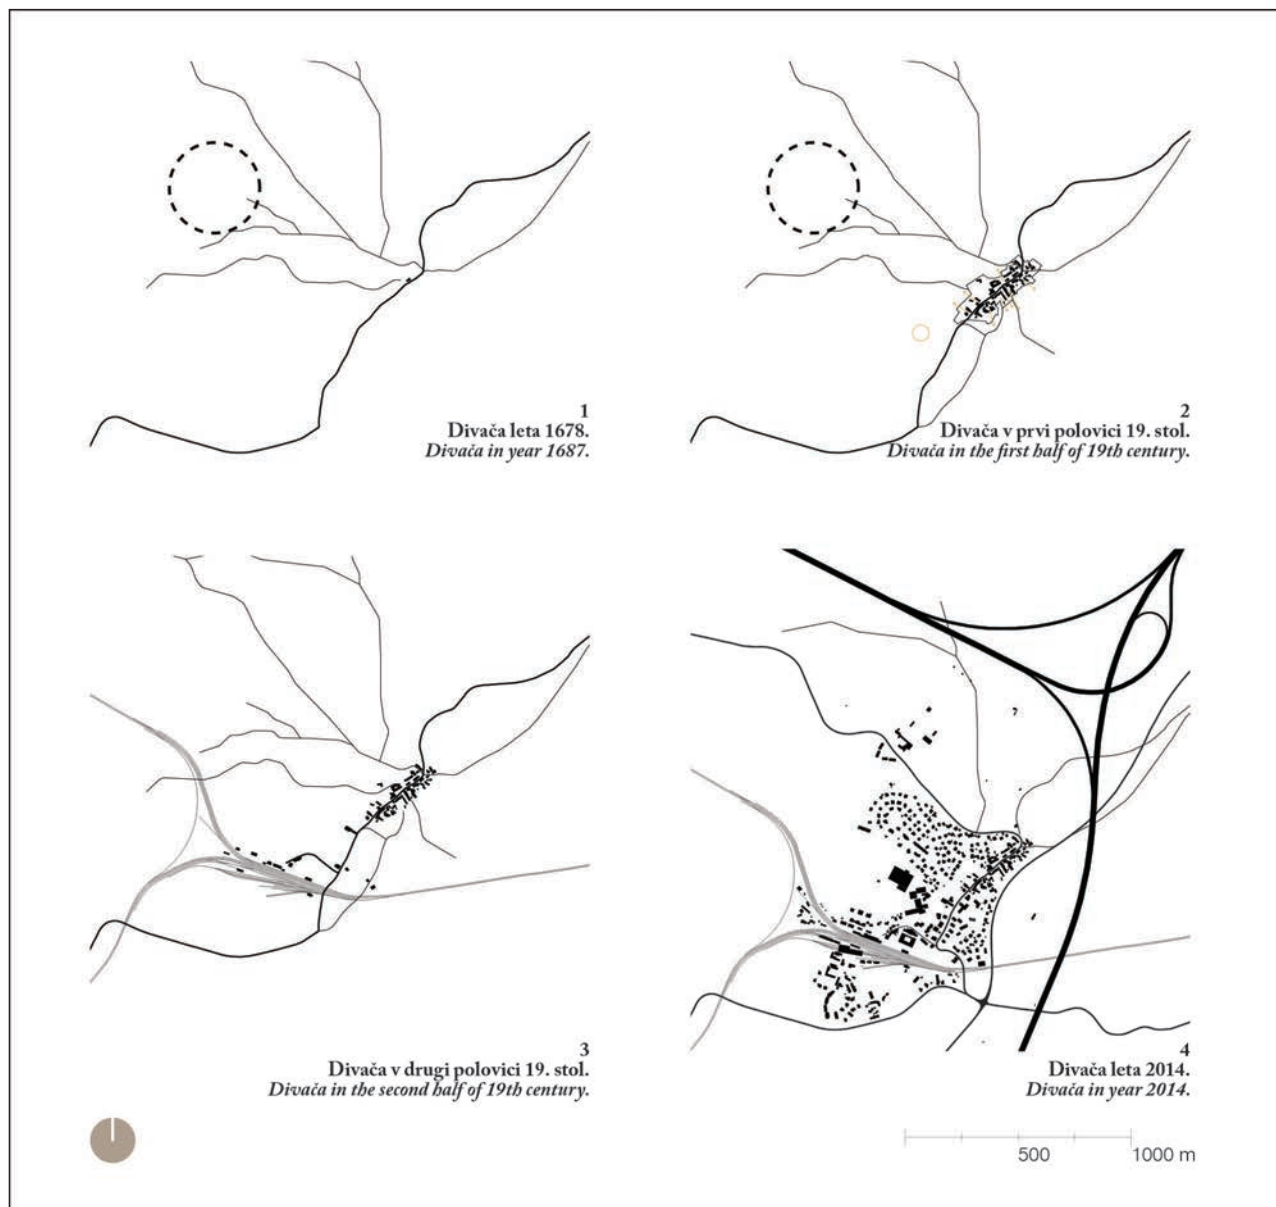 1
Divača leta 1678.
Divača in year 1687.
2
Divača v prvi polovici 19. stol.
Divača in the first half of 19th century.
3
Divača v drugi polovici 19. stol.
Divača in the second half of 19th century.
4
Divača leta 2014.
Divača in year 2014.
500 1000 m